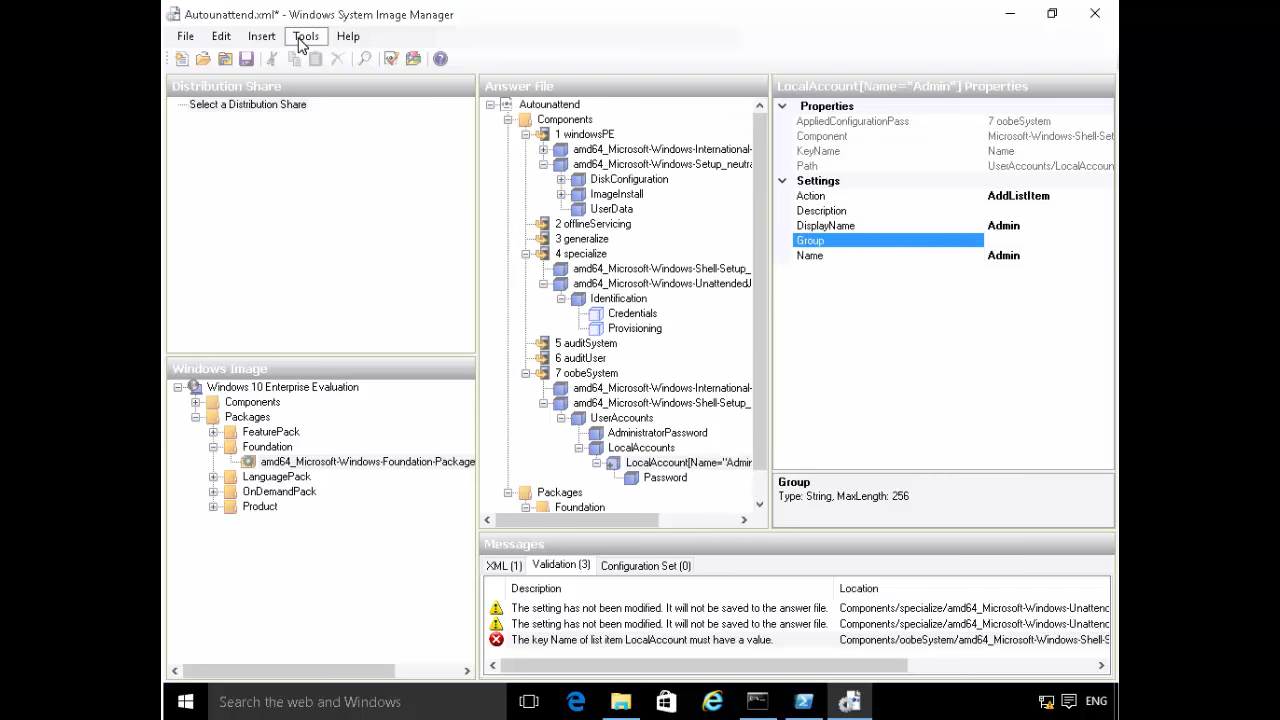 Autounattend.xml* - Windows System Image Manager
File Edit Insert Tools Help
Distribution Share
Select a Distribution Share
Windows Image
Windows 10 Enterprise Evaluation
Components
Packages
FeaturePack
Foundation
amd64_Microsoft-Windows-Foundation-Package
LanguagePack
OnDemandPack
Product
Answer File
Autounattend
Components
1 windowsPE
amd64_Microsoft-Windows-International-
amd64_Microsoft-Windows-Setup_neutra
DiskConfiguration
ImageInstall
UserData
2 offlineServicing
3 generalize
4 specialize
amd64_Microsoft-Windows-Shell-Setup_
amd64_Microsoft-Windows-UnattendedJ
Identification
Credentials
Provisioning
5 auditSystem
6 auditUser
7 oobeSystem
amd64_Microsoft-Windows-International-
amd64_Microsoft-Windows-Shell-Setup_
UserAccounts
AdministratorPassword
LocalAccounts
LocalAccount[Name="Admir
Password
Packages
Foundation
LocalAccount[Name="Admin"] Properties
Properties
AppliedConfigurationPass 7 oobeSystem
Component Microsoft-Windows-Shell-Set
KeyName Name
Path UserAccounts/LocalAccoun
Settings
Action AddListItem
Description
DisplayName Admin
Group
Name Admin
Group
Type: String, MaxLength: 256
Messages
XML (1) Validation (3) Configuration Set (0)
Description Location
The setting has not been modified. It will not be saved to the answer file. Components/specialize/amd64_Microsoft-Windows-Unattenc
The setting has not been modified. It will not be saved to the answer file. Components/specialize/amd64_Microsoft-Windows-Unattenc
The key Name of list item LocalAccount must have a value. Components/oobeSystem/amd64_Microsoft-Windows-Shell-S
Search the web and Windows
ENG